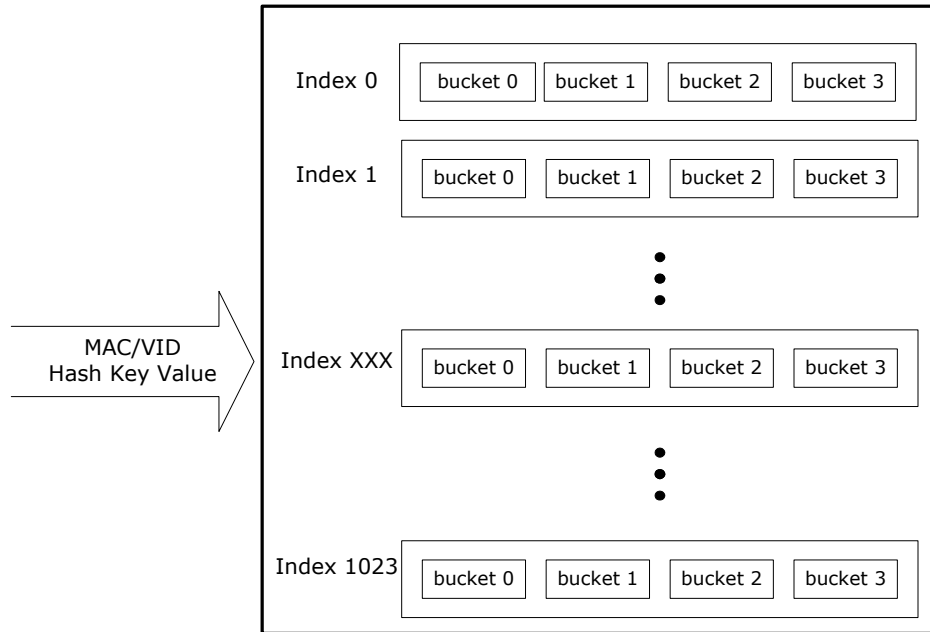 Index 0 bucket 0 bucket 1 bucket 2 bucket 3
Index 1 bucket 0 bucket 1 bucket 2 bucket 3
MAC/VID
Hash Key Value
Index XXX bucket 0 bucket 1 bucket 2 bucket 3
Index 1023 bucket 0 bucket 1 bucket 2 bucket 3